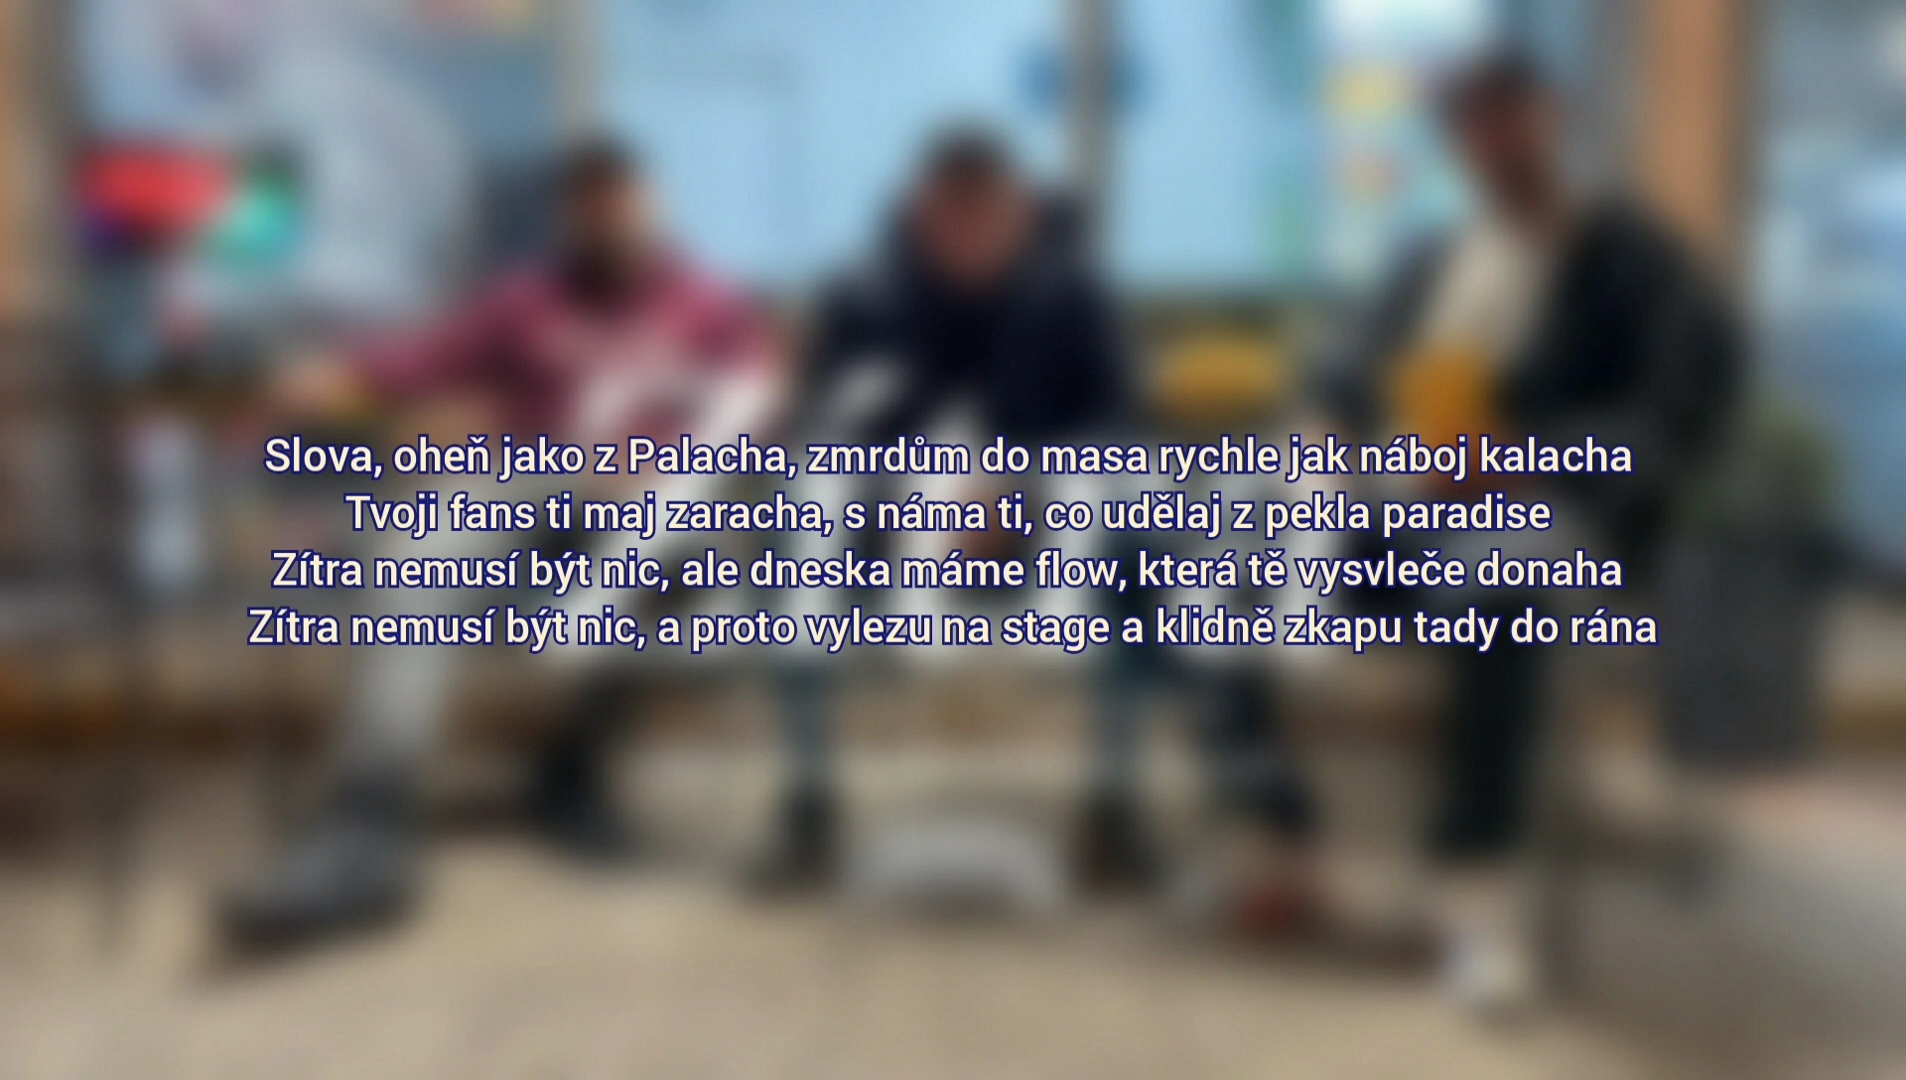 Slova, oheň jako z Palacha, zmrdům do masa rychle jak náboj kalacha
Tvoji fans ti maj zaracha, s náma ti, co udělaj z pekla paradise
Zítra nemusí být nic, ale dneska máme flow, která tě vysvleče donaha
Zítra nemusí být nic, a proto vylezu na stage a klidně zkapu tady do rána